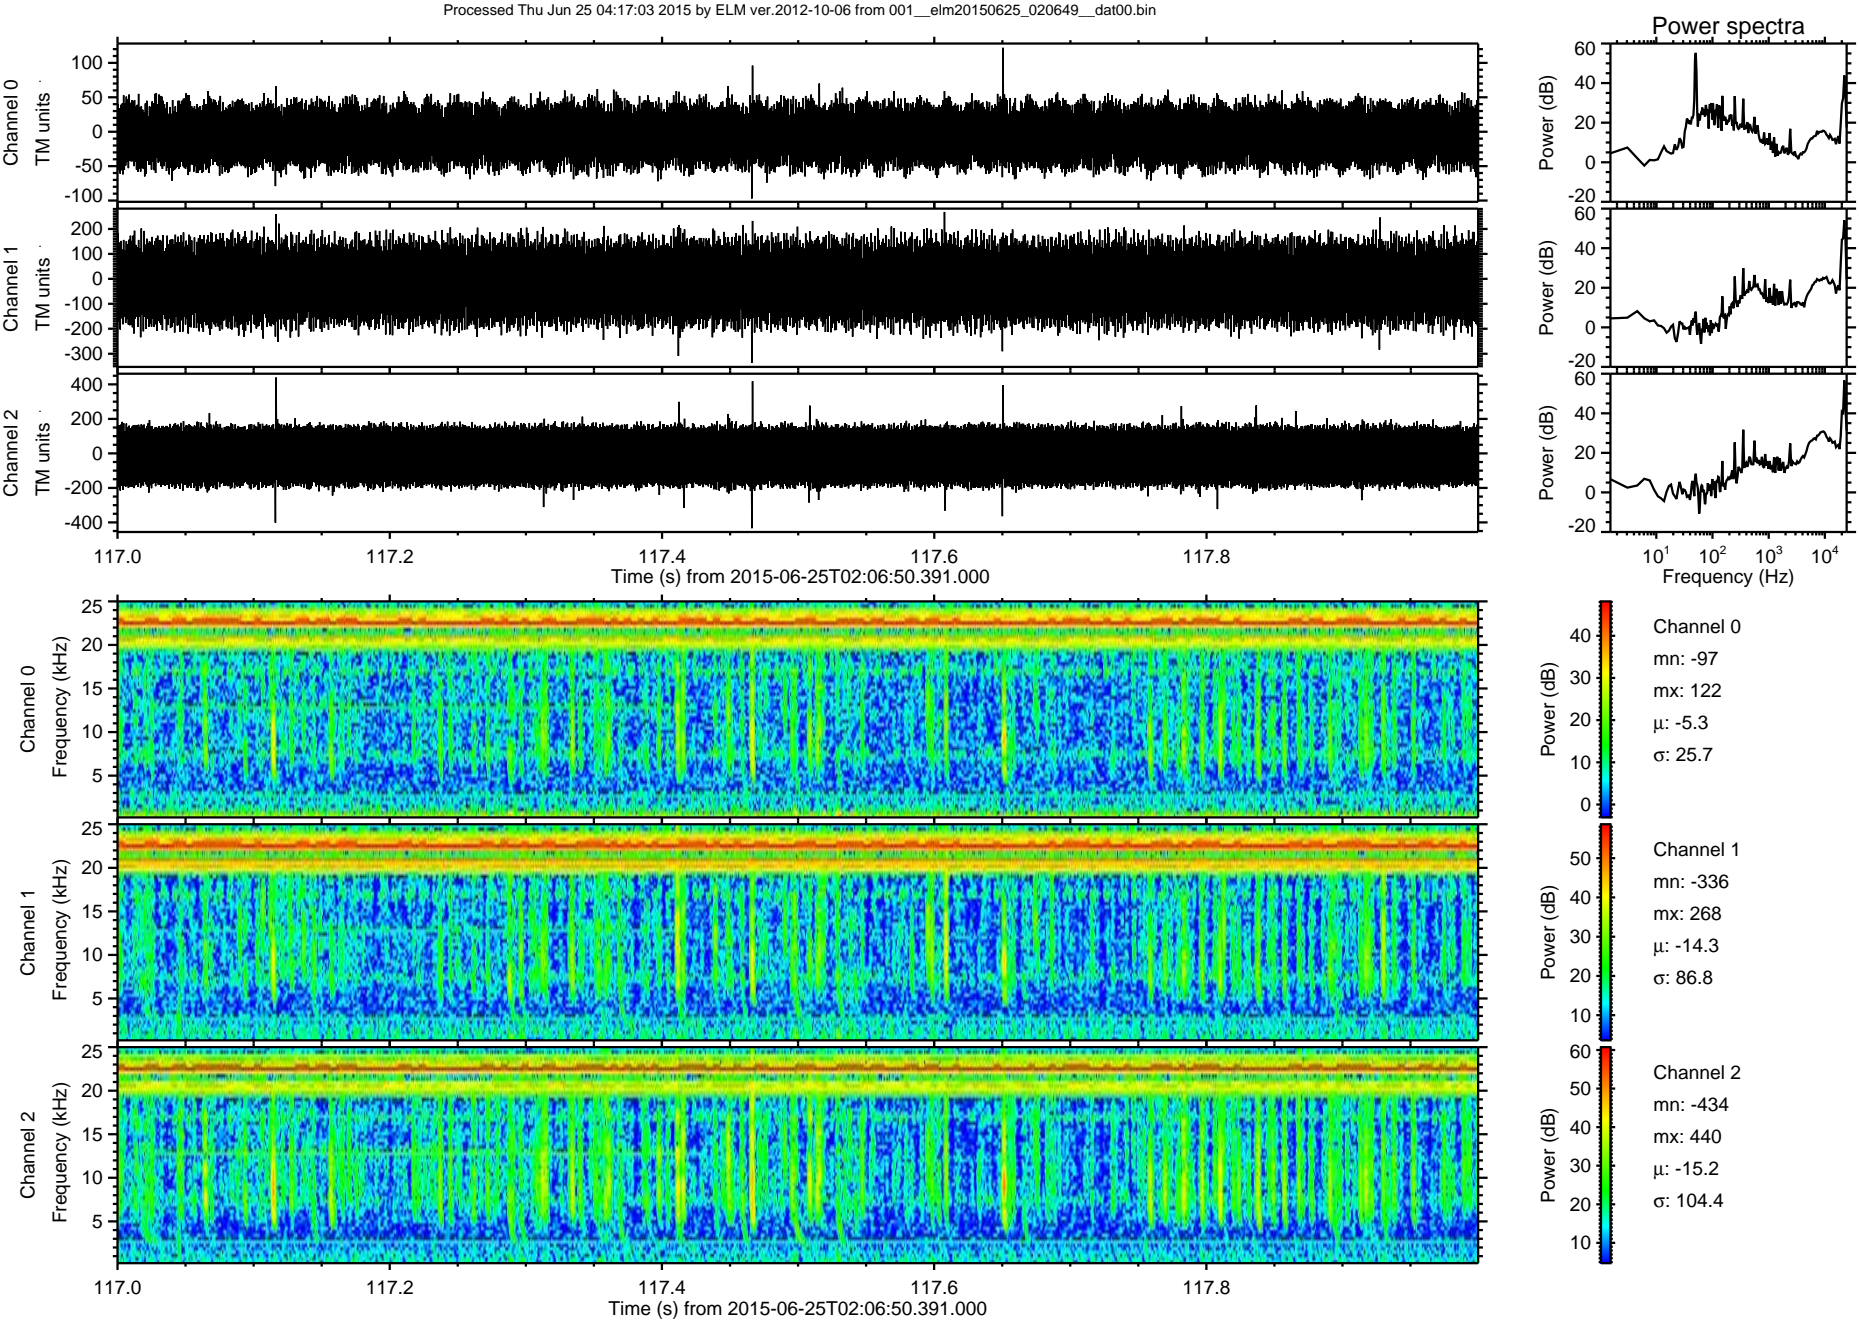 Processed Thu Jun 25 04:17:03 2015 by ELM ver.2012-10-06 from 001__elm20150625_020649__dat00.bin
Power spectra
Channel 0
TM units
100
50
0
-50
-100
Power (dB)
60
40
20
0
-20
Channel 1
TM units
200
100
0
-100
-200
-300
Power (dB)
60
40
20
0
-20
Channel 2
TM units
400
200
0
-200
-400
Power (dB)
60
40
20
0
-20
117.0 117.2 117.4 117.6 117.8
Time (s) from 2015-06-25T02:06:50.391.000
10¹ 10² 10³ 10⁴
Frequency (Hz)
Channel 0
Frequency (kHz)
25
20
15
10
5
Power (dB)
40
30
20
10
0
Channel 0
mn: -97
mx: 122
μ: -5.3
σ: 25.7
Channel 1
Frequency (kHz)
25
20
15
10
5
Power (dB)
50
40
30
20
10
Channel 1
mn: -336
mx: 268
μ: -14.3
σ: 86.8
Channel 2
Frequency (kHz)
25
20
15
10
5
Power (dB)
60
50
40
30
20
10
Channel 2
mn: -434
mx: 440
μ: -15.2
σ: 104.4
117.0 117.2 117.4 117.6 117.8
Time (s) from 2015-06-25T02:06:50.391.000